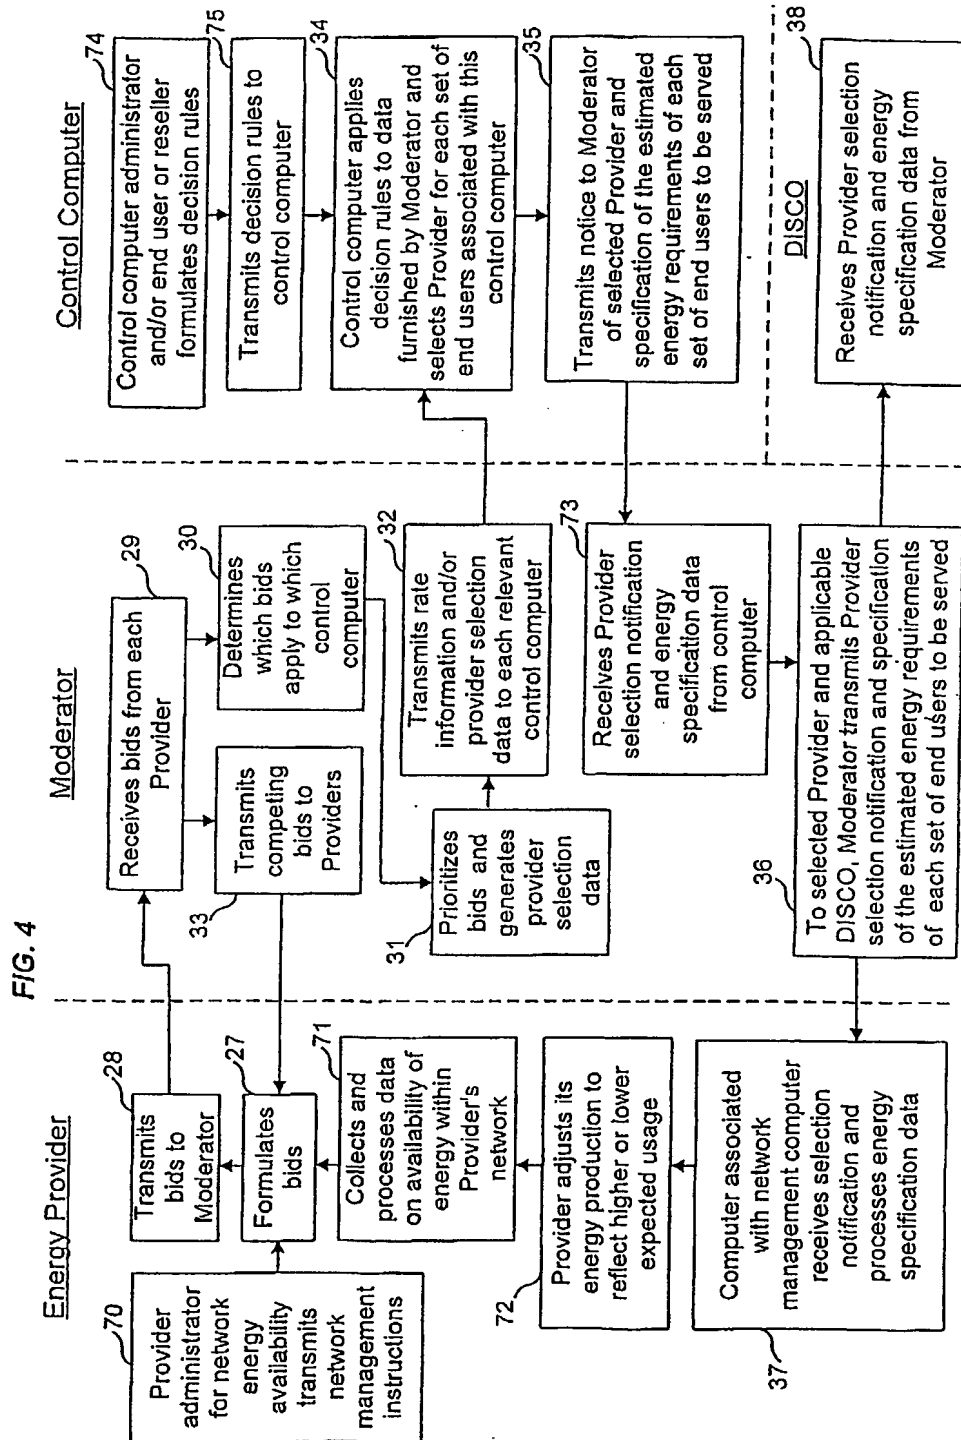 FIG. 4
Energy Provider
70
Provider
administrator
for network
energy
availability
transmits
network
management
instructions
28
Transmits
bids to
Moderator
27
Formulates
bids
71
Collects and
processes data
on availability of
energy within
Provider's
network
72
Provider adjusts its
energy production to
reflect higher or lower
expected usage
37
Computer associated
with network
management computer
receives selection
notification and
processes energy
specification data
Moderator
29
Receives bids from each
Provider
33
Transmits
competing
bids to
Providers
30
Determines
which bids
apply to which
control
computer
31
Prioritizes
bids and
generates
provider
selection
data
32
Transmits rate
information and/or
provider selection
data to each relevant
control computer
73
Receives Provider
selection notification
and energy
specification data
from control
computer
36
To selected Provider and applicable
DISCO, Moderator transmits Provider
selection notification and specification
of the estimated energy requirements
of each set of end users to be served
Control Computer
74
Control computer administrator
and/or end user or reseller
formulates decision rules
75
Transmits decision rules to
control computer
34
Control computer applies
decision rules to data
furnished by Moderator and
selects Provider for each set of
end users associated with this
control computer
35
Transmits notice to Moderator
of selected Provider and
specification of the estimated
energy requirements of each
set of end users to be served
DISCO
38
Receives Provider selection
notification and energy
specification data from
Moderator